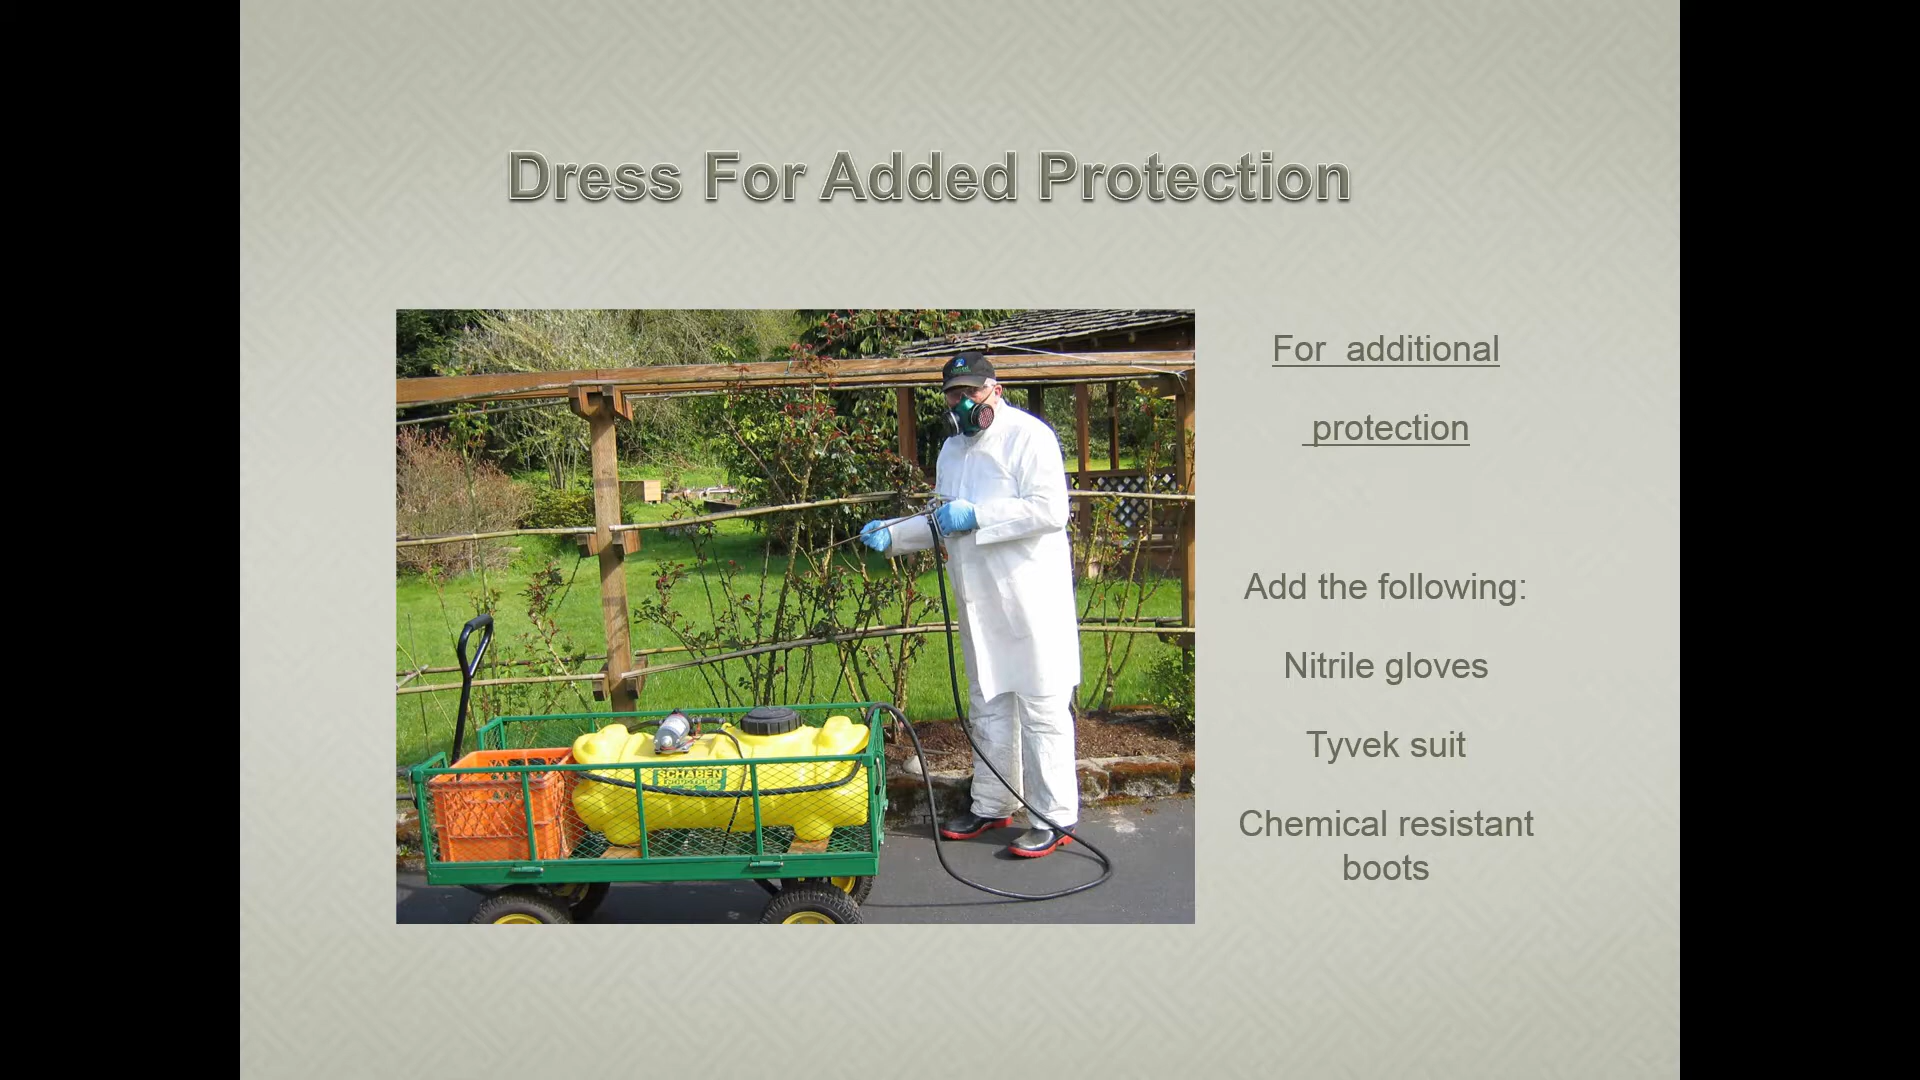 Dress For Added Protection
For additional
protection
Add the following:
Nitrile gloves
Tyvek suit
Chemical resistant
boots
SCHABEN